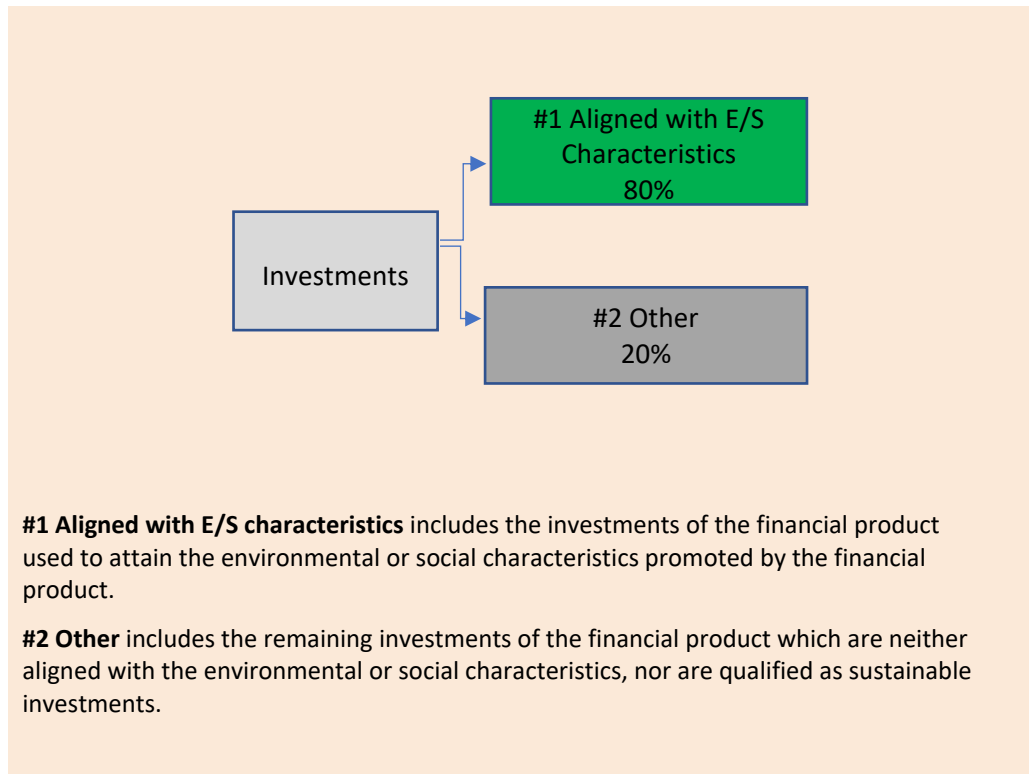 #1 Aligned with E/S
Characteristics
80%
Investments
#2 Other
20%
#1 Aligned with E/S characteristics includes the investments of the financial product
used to attain the environmental or social characteristics promoted by the financial
product.
#2 Other includes the remaining investments of the financial product which are neither
aligned with the environmental or social characteristics, nor are qualified as sustainable
investments.